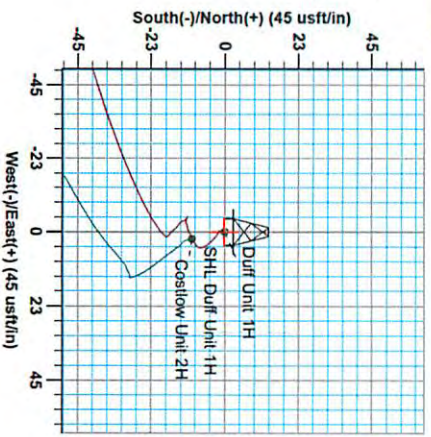 South(-)/North(+) (45 usft/in)
-45
-23
0
23
45
-45
-23
0
23
45
West(-)/East(+) (45 usft/in)
Duff Unit 1H
SHL Duff Unit 1H
- Costlow Unit 2H